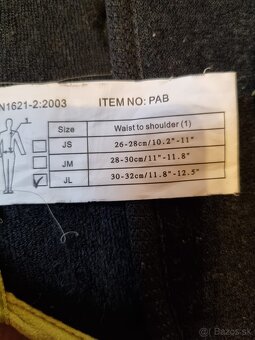 N1621-2:2003 ITEM NO: PAB
Size Waist to shoulder (1)
JS 26-28cm/10.2"-11"
JM 28-30cm/11"-11.8"
JL 30-32cm/11.8"-12.5"
bazos.sk